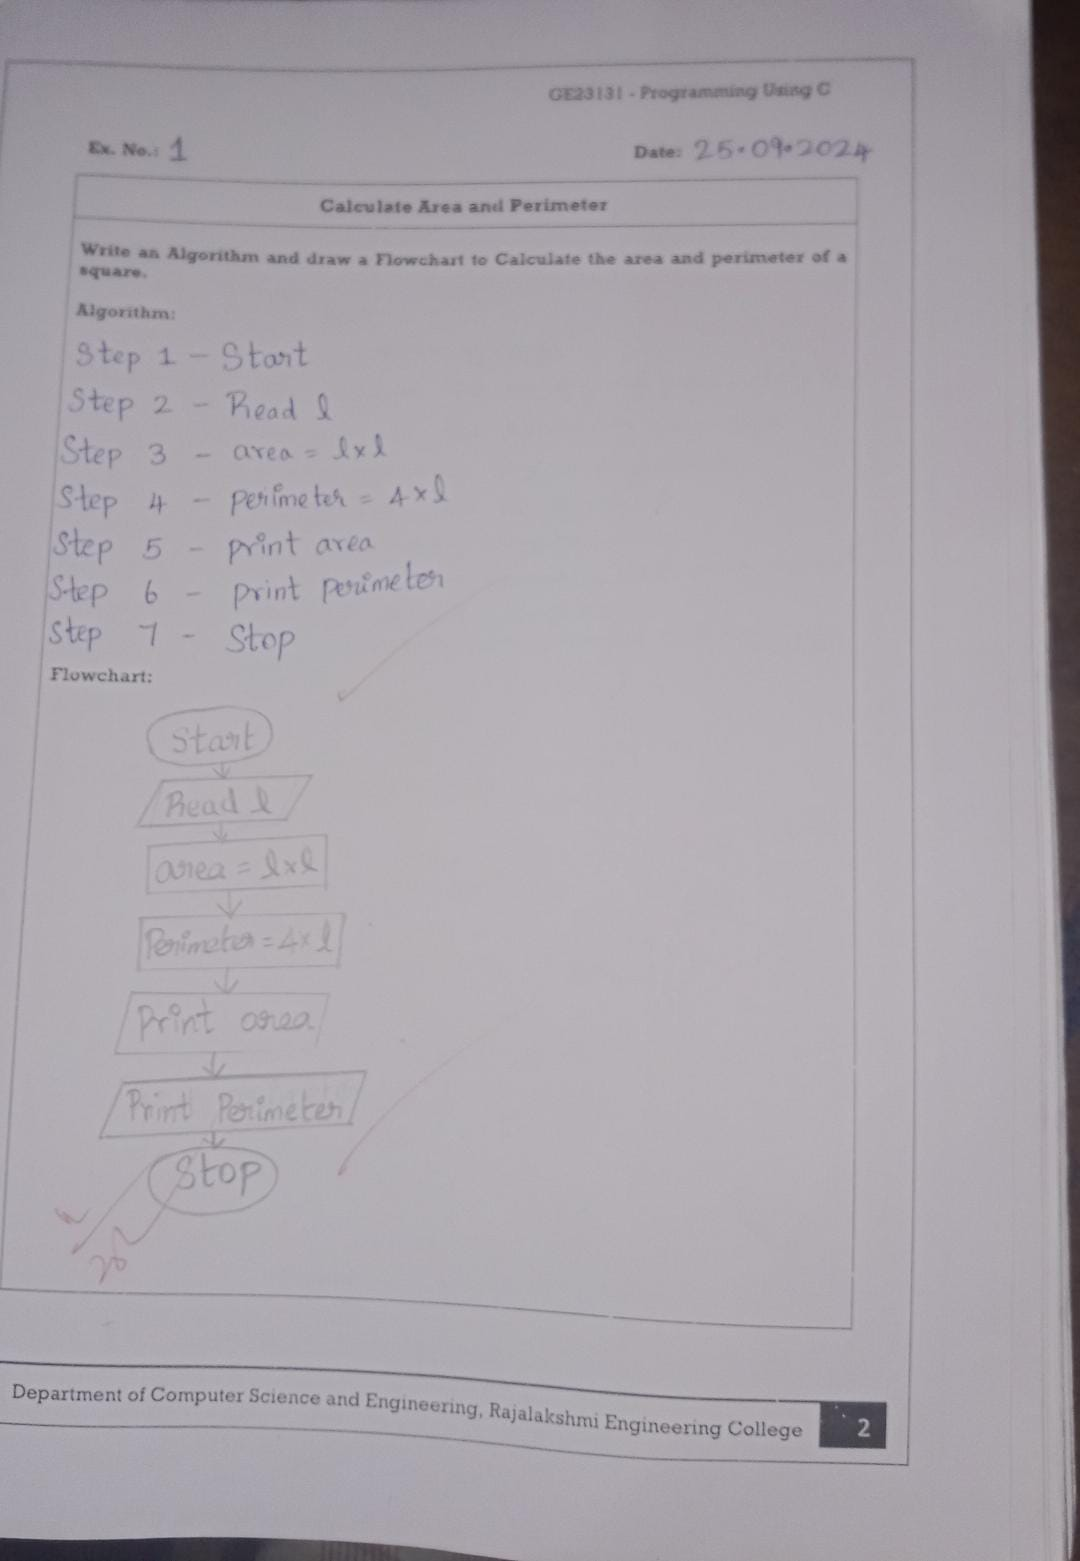 GE23131 - Programming Using C
Ex. No.: 1
Date: 25.09.2024
Calculate Area and Perimeter
Write an Algorithm and draw a Flowchart to Calculate the area and perimeter of a
square.
Algorithm:
Step 1 - Start
Step 2 - Read l
Step 3 - area = l×l
Step 4 - perimeter = 4×l
Step 5 - print area
Step 6 - print perimeter
Step 7 - Stop
Flowchart:
Start
Read l
area = l×l
Perimeter = 4×l
Print area
Print Perimeter
Stop
Department of Computer Science and Engineering, Rajalakshmi Engineering College
2